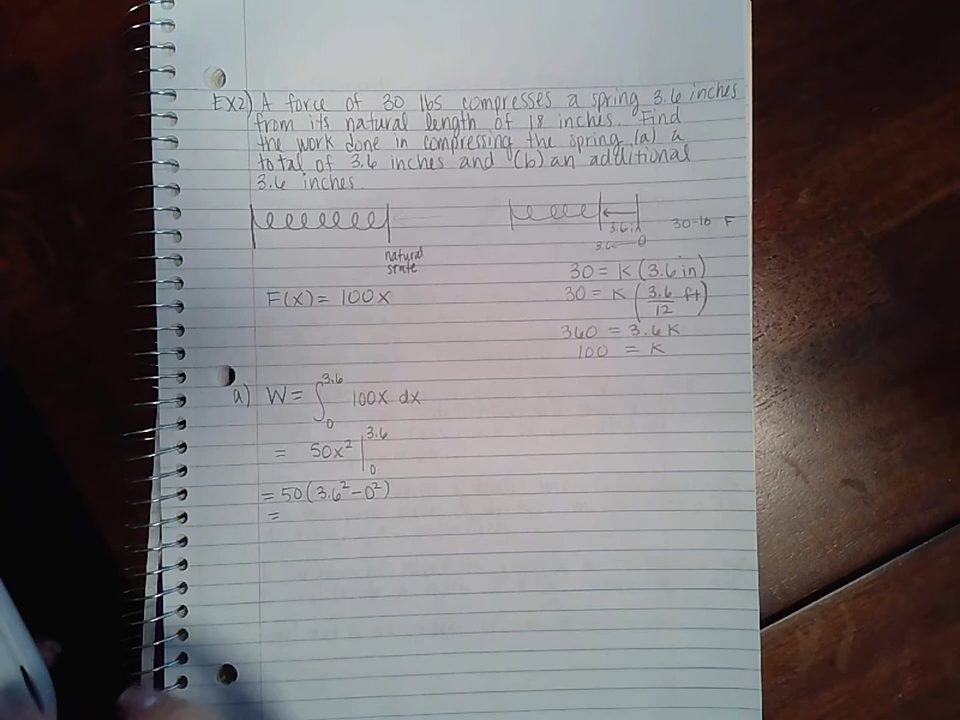 EX2) A force of 30 lbs compresses a spring 3.6 inches
from its natural length of 18 inches. Find
the work done in compressing the spring (a) a
total of 3.6 inches and (b) an additional
3.6 inches.
natural
state
3.6 in
3.6 0
30-lb F
F(x) = 100x
30 = K (3.6 in)
30 = K (3.6/12 ft)
360 = 3.6K
100 = K
a) W = ∫₀^3.6 100x dx
= 50x² |₀^3.6
= 50(3.6² - 0²)
=